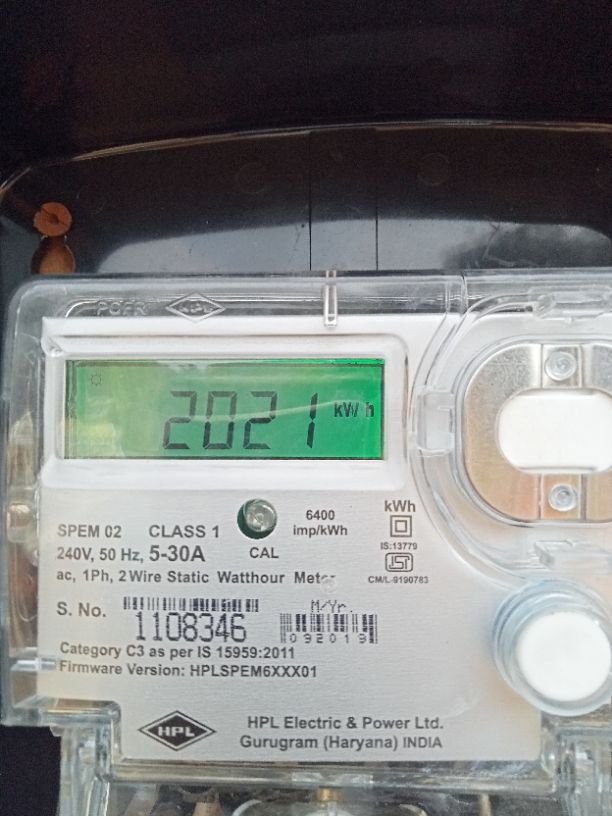 HPL
2021 kW h
SPEM 02 CLASS 1
240V, 50 Hz, 5-30A
ac, 1Ph, 2 Wire Static Watthour Meter
CAL
6400
imp/kWh
kWh
IS:13779
CM/L-9190783
S. No. 1108346
M/Yr.
092019
Category C3 as per IS 15959:2011
Firmware Version: HPLSPEM6XXX01
HPL
HPL Electric & Power Ltd.
Gurugram (Haryana) INDIA